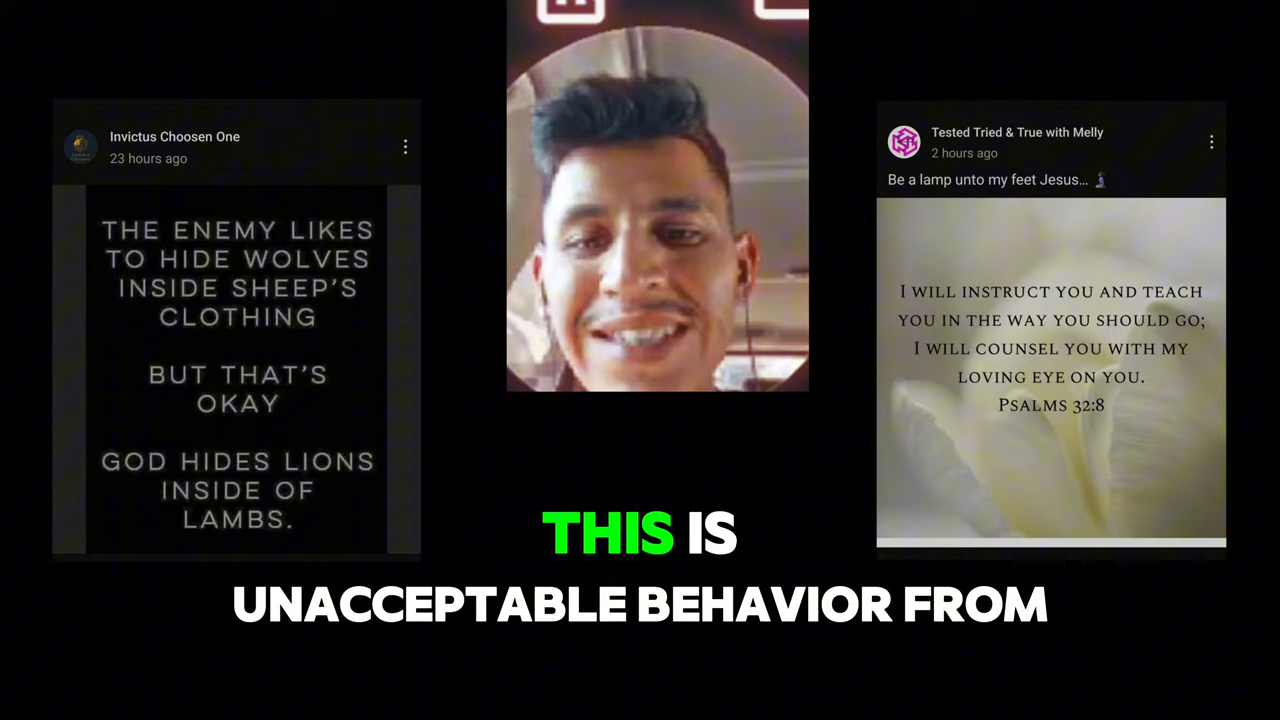 Invictus Choosen One
23 hours ago
THE ENEMY LIKES
TO HIDE WOLVES
INSIDE SHEEP'S
CLOTHING
BUT THAT'S
OKAY
GOD HIDES LIONS
INSIDE OF
LAMBS.
Tested Tried & True with Melly
2 hours ago
Be a lamp unto my feet Jesus...
I WILL INSTRUCT YOU AND TEACH
YOU IN THE WAY YOU SHOULD GO;
I WILL COUNSEL YOU WITH MY
LOVING EYE ON YOU.
PSALMS 32:8
THIS IS
UNACCEPTABLE BEHAVIOR FROM